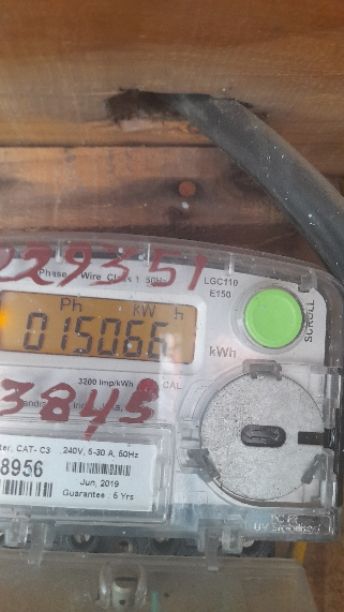 229351
Phase Wire Class 1 50Hz
LGC110
E150
Ph kW h
015066
kWh
SCROLL
3200 Imp/kWh CAL
3845
ter, CAT- C3 240V, 5-30 A, 50Hz
8956
Jun, 2019
Guarantee : 5 Yrs